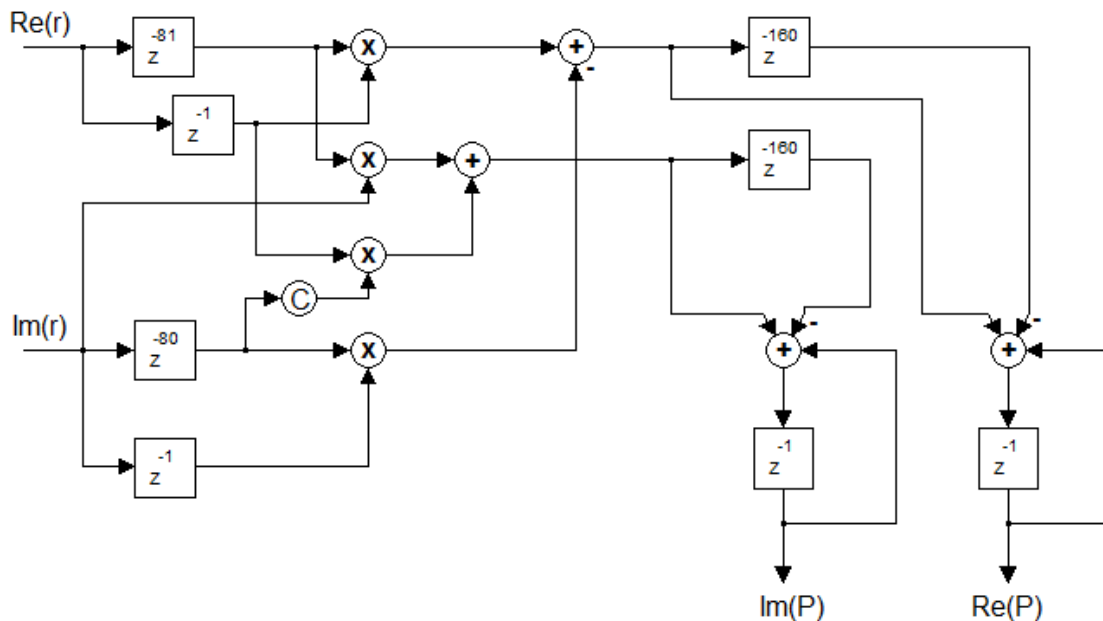 Re(r)
-81
z
x
+
-
-160
z
-1
z
x
+
-160
z
x
C
Im(r)
-80
z
x
-
+
-
+
-1
z
-1
z
-1
z
Im(P)
Re(P)